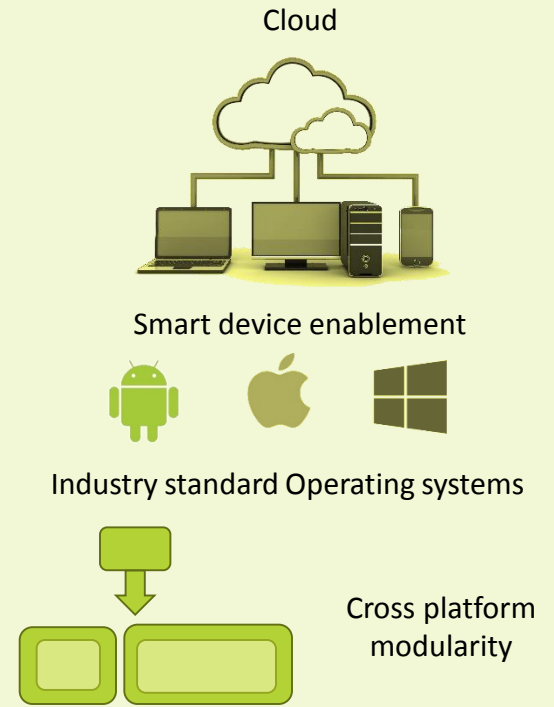 Cloud
Smart device enablement
Industry standard Operating systems
Cross platform
modularity